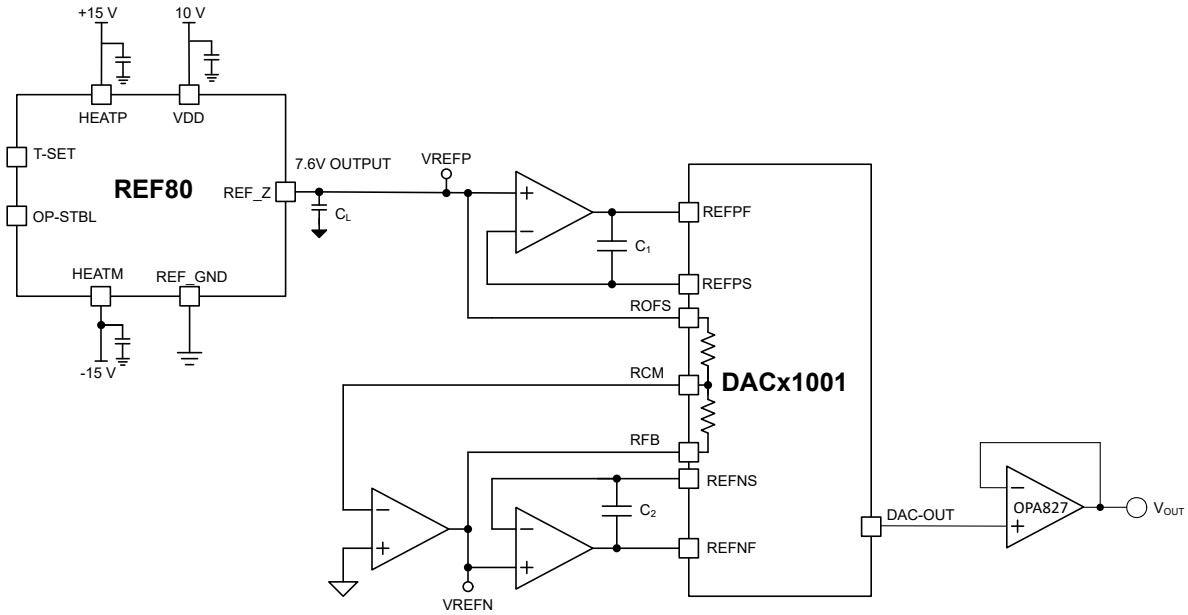 +15 V
10 V
HEATP
VDD
T-SET
REF80
REF_Z
OP-STBL
HEATM
REF_GND
-15 V
7.6V OUTPUT
CL
VREFP
+
−
C1
REFPF
REFPS
ROFS
RCM
DACx1001
RFB
REFNS
C2
REFNF
−
+
−
+
VREFN
DAC-OUT
−
OPA827
+
VOUT